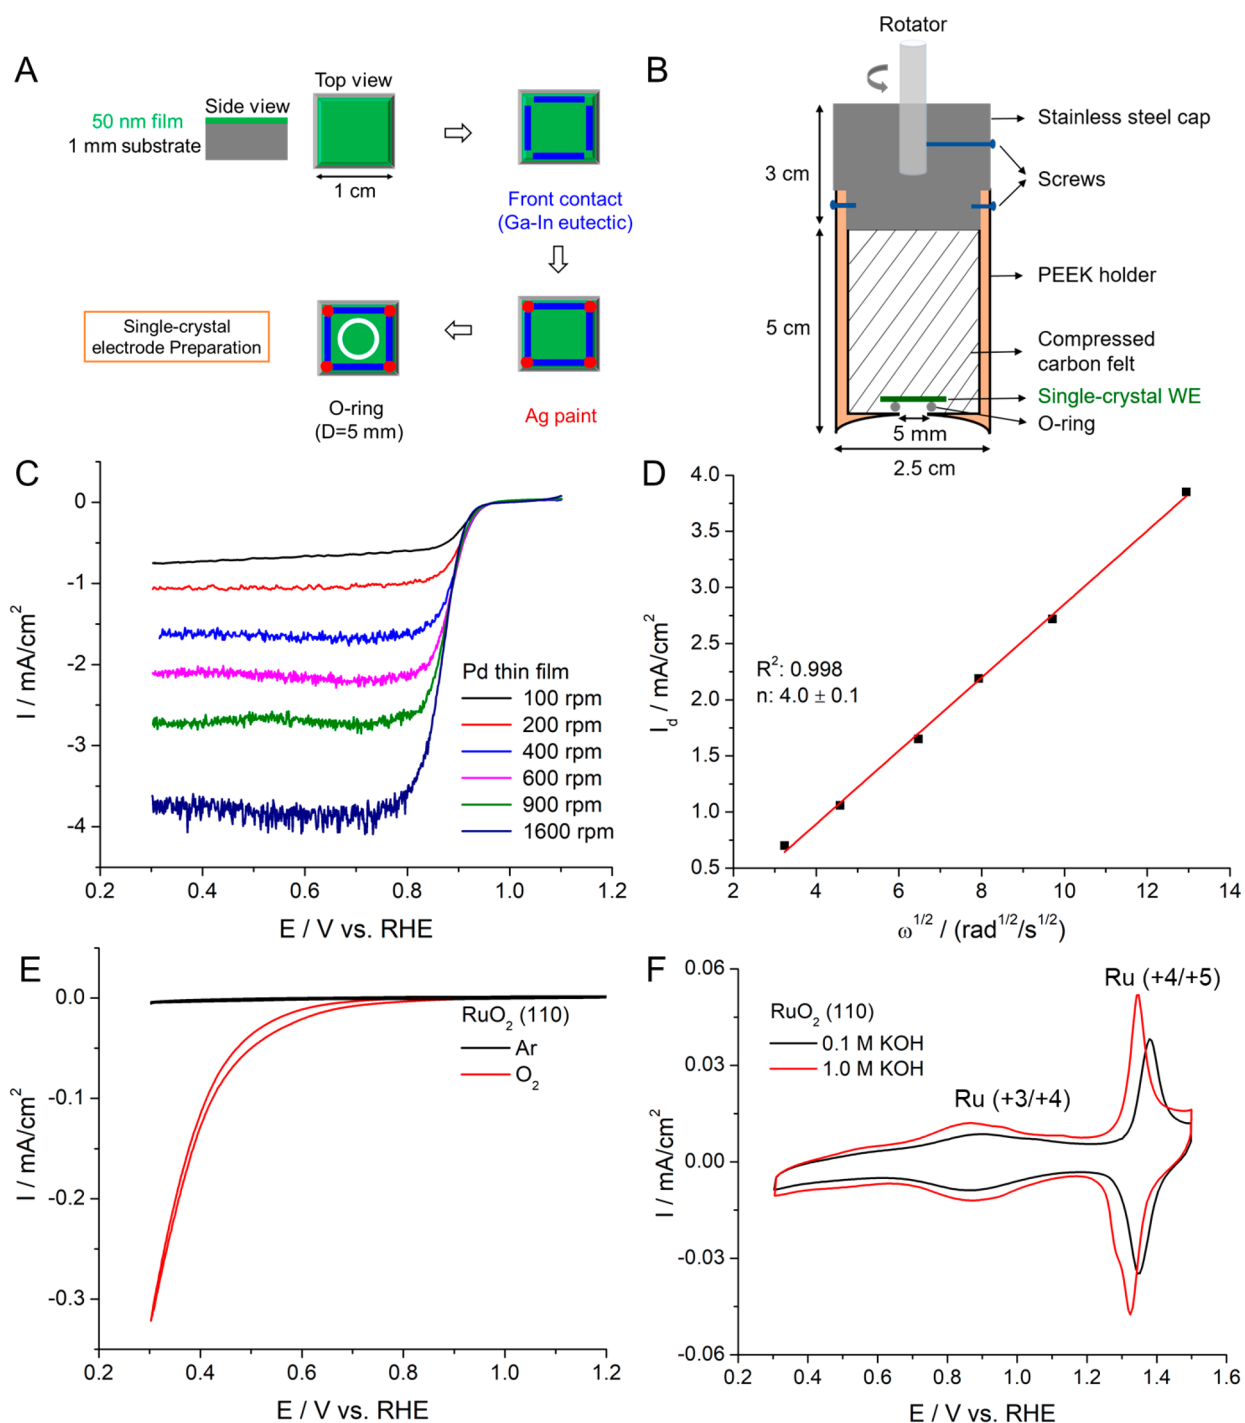 A
Side view
Top view
50 nm film
1 mm substrate
1 cm
Front contact
(Ga-In eutectic)
Single-crystal
electrode Preparation
O-ring
(D=5 mm)
Ag paint
B
Rotator
Stainless steel cap
3 cm
Screws
PEEK holder
5 cm
Compressed
carbon felt
Single-crystal WE
O-ring
5 mm
2.5 cm
C
I / mA/cm²
0
-1
-2
-3
-4
Pd thin film
100 rpm
200 rpm
400 rpm
600 rpm
900 rpm
1600 rpm
0.2 0.4 0.6 0.8 1.0 1.2
E / V vs. RHE
D
I_d / mA/cm²
4.0
3.5
3.0
2.5
2.0
1.5
1.0
0.5
R²: 0.998
n: 4.0 ± 0.1
2 4 6 8 10 12 14
ω^1/2 / (rad^1/2/s^1/2)
E
I / mA/cm²
0.0
-0.1
-0.2
-0.3
RuO₂ (110)
Ar
O₂
0.2 0.4 0.6 0.8 1.0 1.2
E / V vs. RHE
F
I / mA/cm²
0.06
0.03
0.00
-0.03
-0.06
Ru (+4/+5)
RuO₂ (110)
0.1 M KOH
1.0 M KOH
Ru (+3/+4)
0.2 0.4 0.6 0.8 1.0 1.2 1.4 1.6
E / V vs. RHE